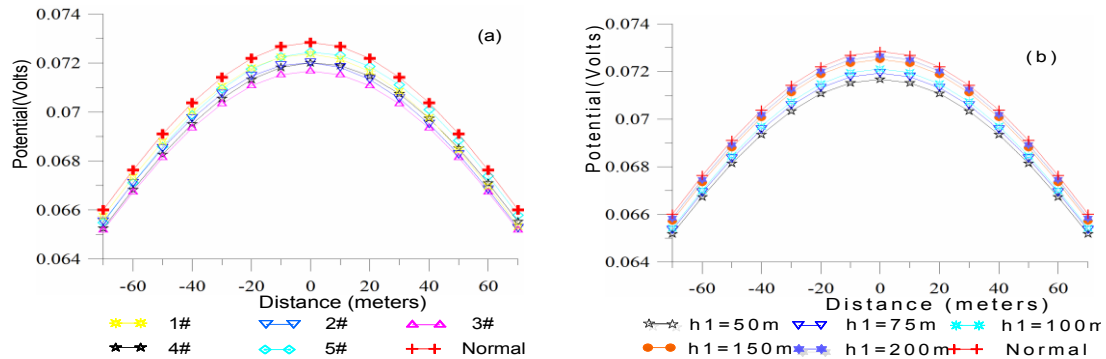 (a)
Potential(Volts)
0.074
0.072
0.07
0.068
0.066
0.064
-60 -40 -20 0 20 40 60
Distance (meters)
1# 2# 3#
4# 5# Normal
(b)
Potential(Volts)
0.074
0.072
0.07
0.068
0.066
0.064
-60 -40 -20 0 20 40 60
Distance (meters)
h1=50m h1=75m h1=100m
h1=150m h1=200m Normal